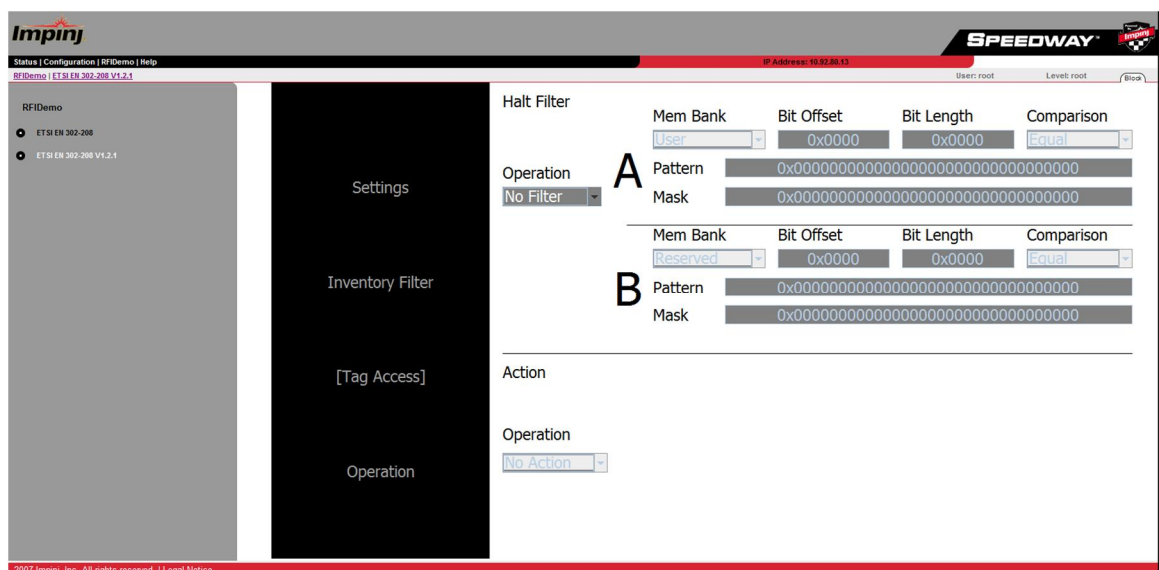 Impinj
SPEEDWAY
Impinj
Status | Configuration | RFIDemo | Help
IP Address: 10.92.80.13
RFIDemo | ETSI EN 302-208 V1.2.1
User: root
Level: root
Block
RFIDemo
ETSI EN 302-208
ETSI EN 302-208 V1.2.1
Settings
Inventory Filter
[Tag Access]
Operation
Halt Filter
Operation
No Filter
A
Mem Bank Bit Offset Bit Length Comparison
User 0x0000 0x0000 Equal
Pattern 0x00000000000000000000000000000000
Mask 0x00000000000000000000000000000000
B
Mem Bank Bit Offset Bit Length Comparison
Reserved 0x0000 0x0000 Equal
Pattern 0x00000000000000000000000000000000
Mask 0x00000000000000000000000000000000
Action
Operation
No Action
2007 Impinj, Inc. All rights reserved. | Legal Notice